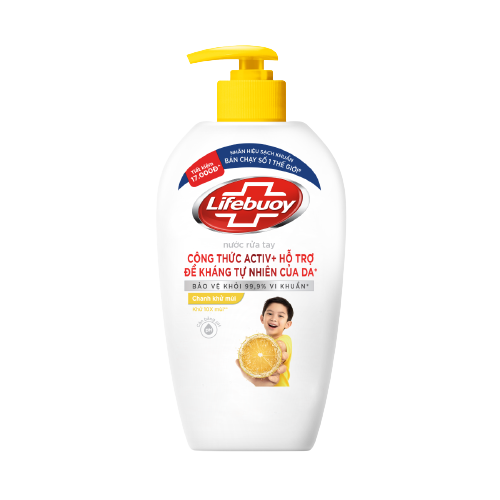 NHÃN HIỆU SẠCH KHUẨN
BÁN CHẠY SỐ 1 THẾ GIỚI*
Tiết kiệm
17.000Đ*
Lifebuoy
nước rửa tay
CÔNG THỨC ACTIV+ HỖ TRỢ
ĐỀ KHÁNG TỰ NHIÊN CỦA DA*
BẢO VỆ KHỎI 99,9% VI KHUẨN*
Chanh khử mùi
pH